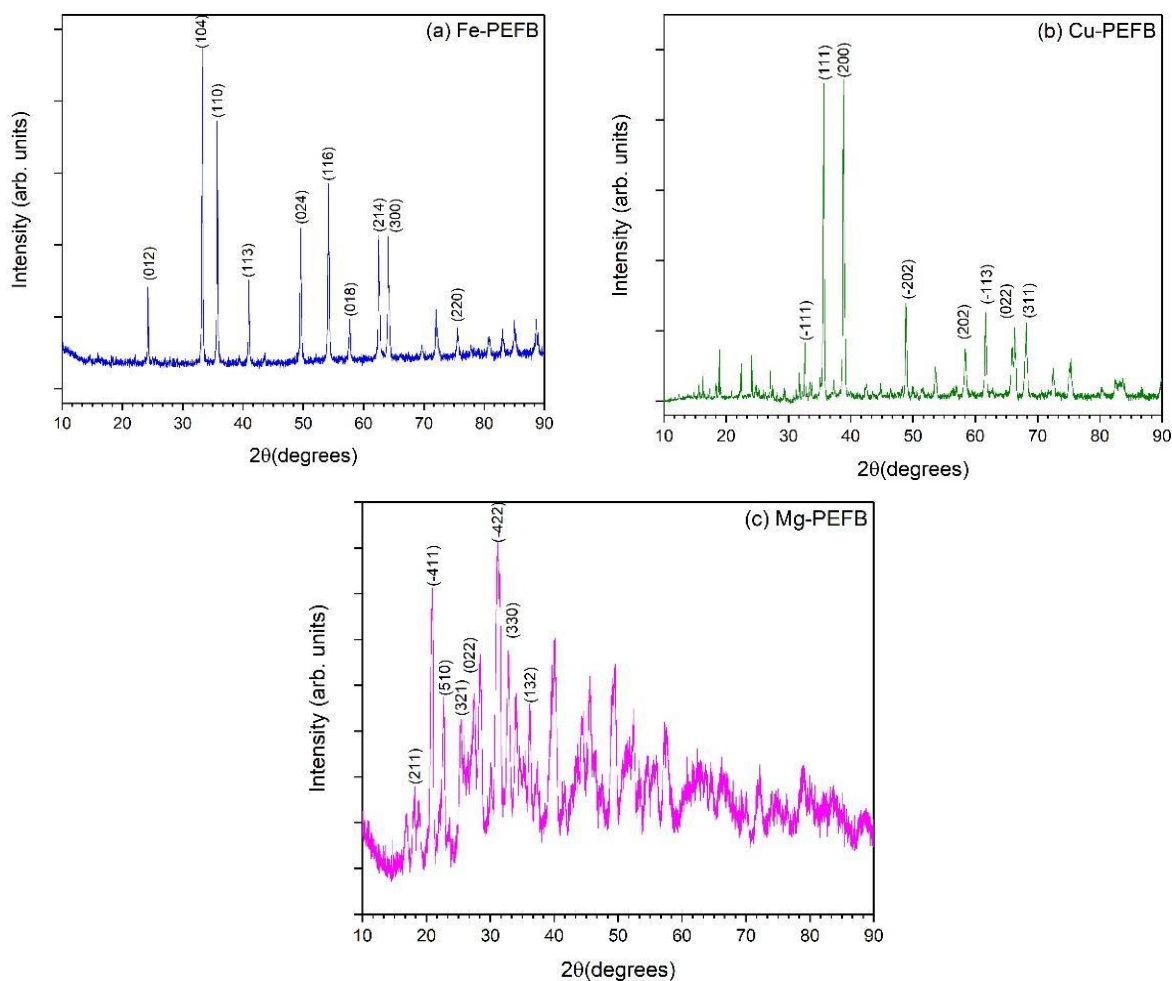 (a) Fe-PEFB
Intensity (arb. units)
(012)
(104)
(110)
(113)
(024)
(116)
(018)
(214)
(300)
(220)
10 20 30 40 50 60 70 80 90
2θ(degrees)
(b) Cu-PEFB
Intensity (arb. units)
(-111)
(111)
(200)
(-202)
(202)
(-113)
(022)
(311)
10 20 30 40 50 60 70 80 90
2θ(degrees)
(c) Mg-PEFB
Intensity (arb. units)
(211)
(-411)
(510)
(321)
(022)
(-422)
(330)
(132)
10 20 30 40 50 60 70 80 90
2θ(degrees)